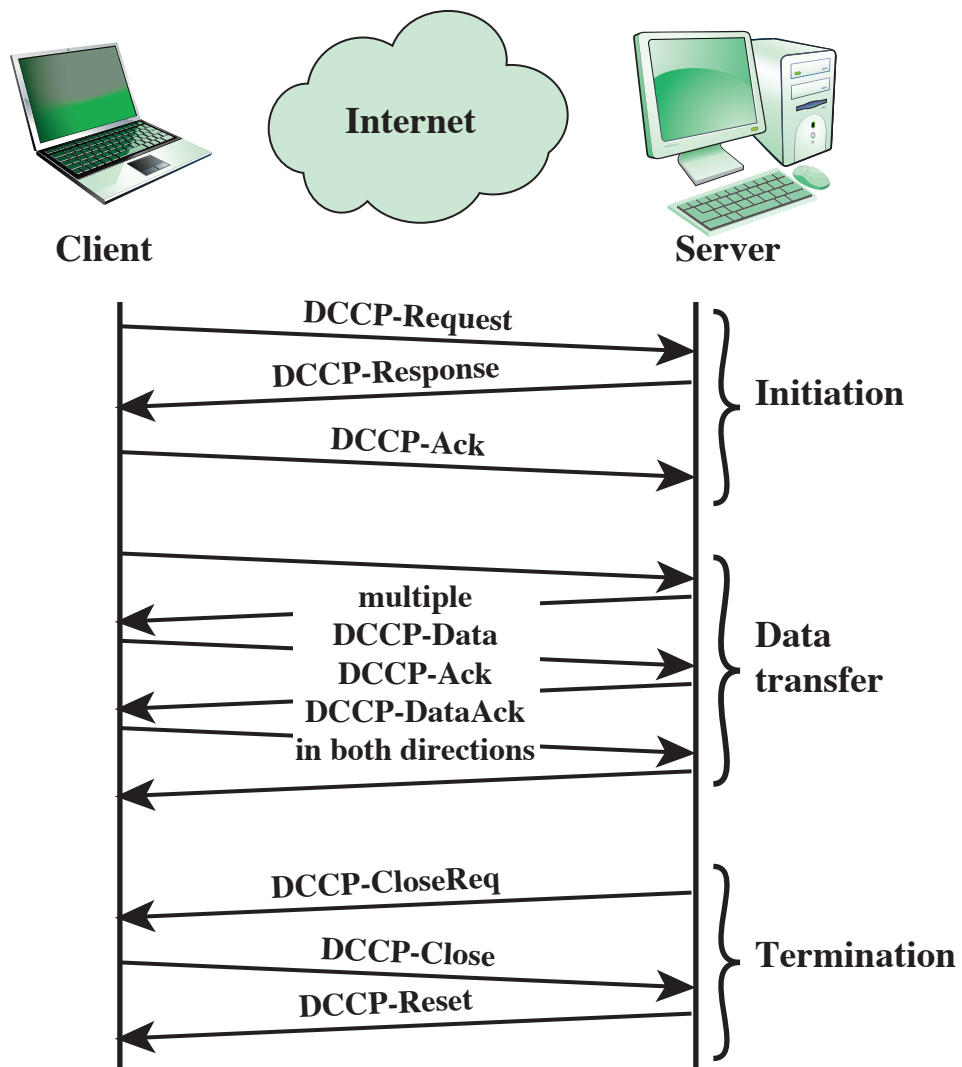 Internet
Client
Server
DCCP-Request
DCCP-Response
Initiation
DCCP-Ack
multiple
DCCP-Data
DCCP-Ack
DCCP-DataAck
in both directions
Data
transfer
DCCP-CloseReq
DCCP-Close
Termination
DCCP-Reset